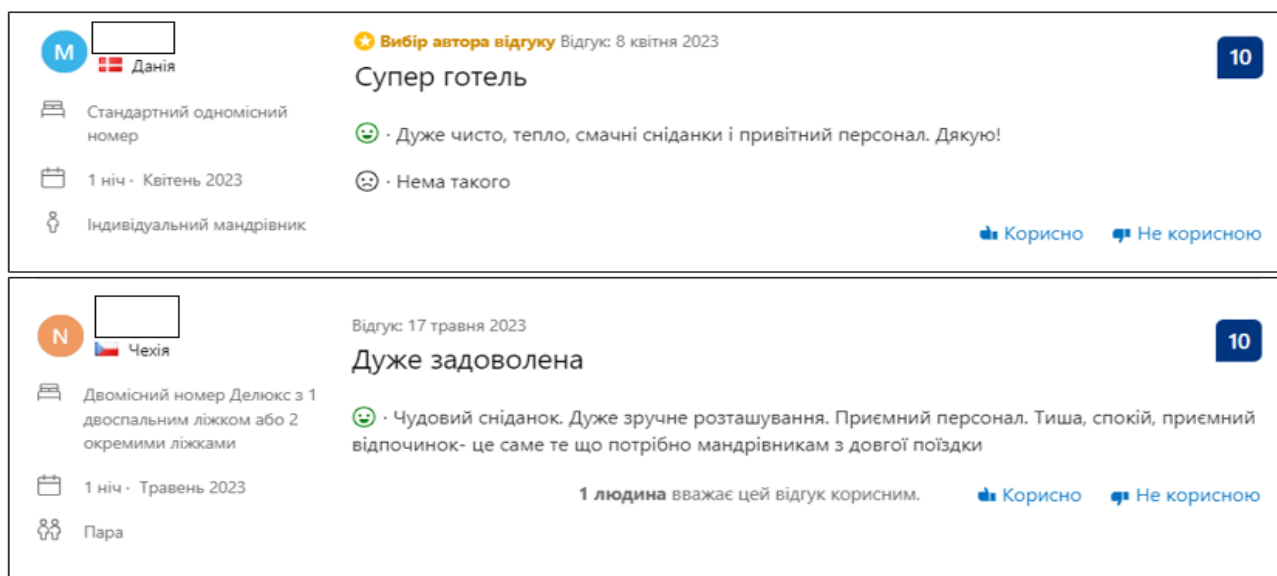 M
Данія
Стандартний одномісний
номер
1 ніч · Квітень 2023
Індивідуальний мандрівник
Вибір автора відгуку Відгук: 8 квітня 2023
Супер готель
· Дуже чисто, тепло, смачні сніданки і привітний персонал. Дякую!
· Нема такого
10
Корисно Не корисною
N
Чехія
Двомісний номер Делюкс з 1
двоспальним ліжком або 2
окремими ліжками
1 ніч · Травень 2023
Пара
Відгук: 17 травня 2023
Дуже задоволена
· Чудовий сніданок. Дуже зручне розташування. Приємний персонал. Тиша, спокій, приємний
відпочинок- це саме те що потрібно мандрівникам з довгої поїздки
10
1 людина вважає цей відгук корисним. Корисно Не корисною